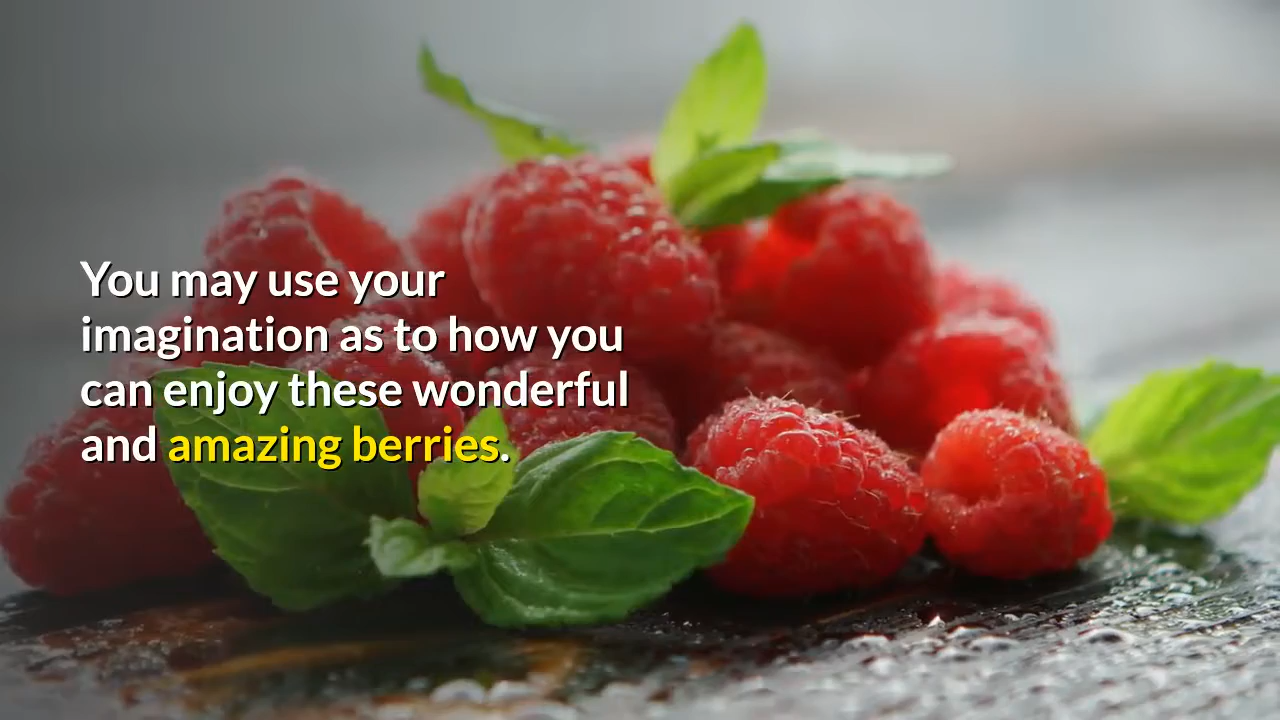 You may use your
imagination as to how you
can enjoy these wonderful
and amazing berries.